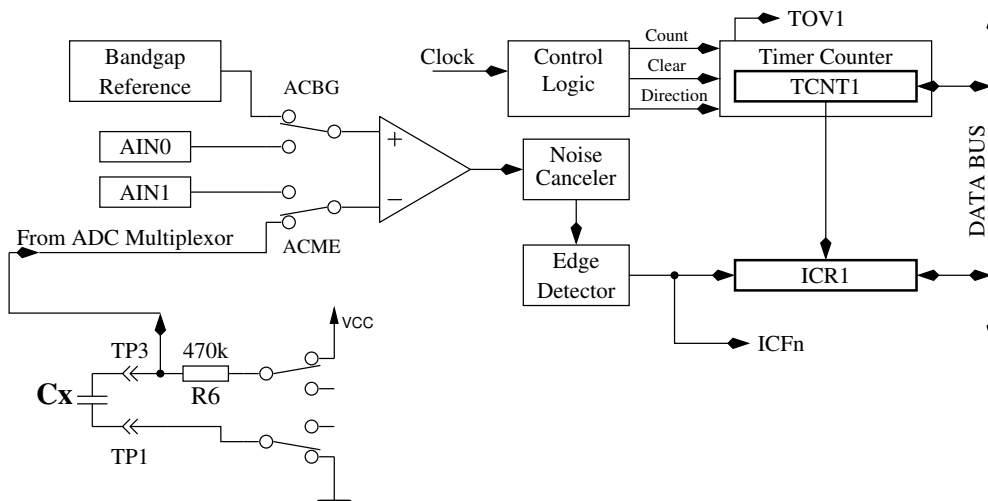 Bandgap
Reference
ACBG
AIN0
AIN1
ACME
From ADC Multiplexor
+
−
Clock
Control
Logic
Count
Clear
Direction
TOV1
Timer Counter
TCNT1
Noise
Canceler
Edge
Detector
ICR1
ICFn
DATA BUS
VCC
TP3
470k
R6
Cx
TP1